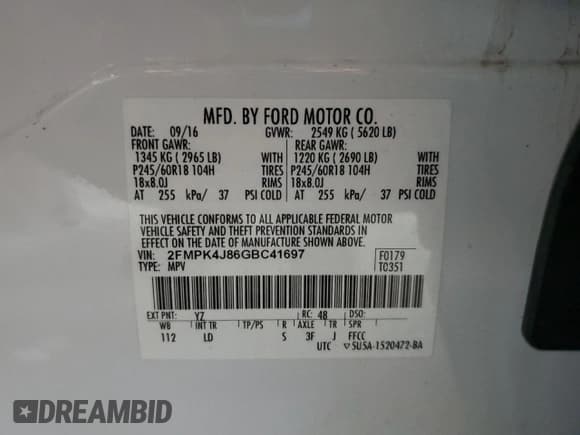 MFD. BY FORD MOTOR CO.
DATE: 09/16 GVWR: 2549 KG ( 5620 LB)
FRONT GAWR: REAR GAWR:
1345 KG ( 2965 LB) WITH 1220 KG ( 2690 LB) WITH
P245/60R18 104H TIRES P245/60R18 104H TIRES
18x8.0J RIMS 18x8.0J RIMS
AT 255 kPa/ 37 PSI COLD AT 255 kPa/ 37 PSI COLD
THIS VEHICLE CONFORMS TO ALL APPLICABLE FEDERAL MOTOR
VEHICLE SAFETY AND THEFT PREVENTION STANDARDS IN
EFFECT ON THE DATE OF MANUFACTURE SHOWN ABOVE.
VIN: 2FMPK4J86GBC41697 F0179
TYPE: MPV T0351
EXT PNT: YZ RC: 48 DSO:
WB INT TR TP/PS R AXLE TR SPR
112 LD S 3F J FFCC
UTC ▽5U5A-1520472-BA
DREAMBID